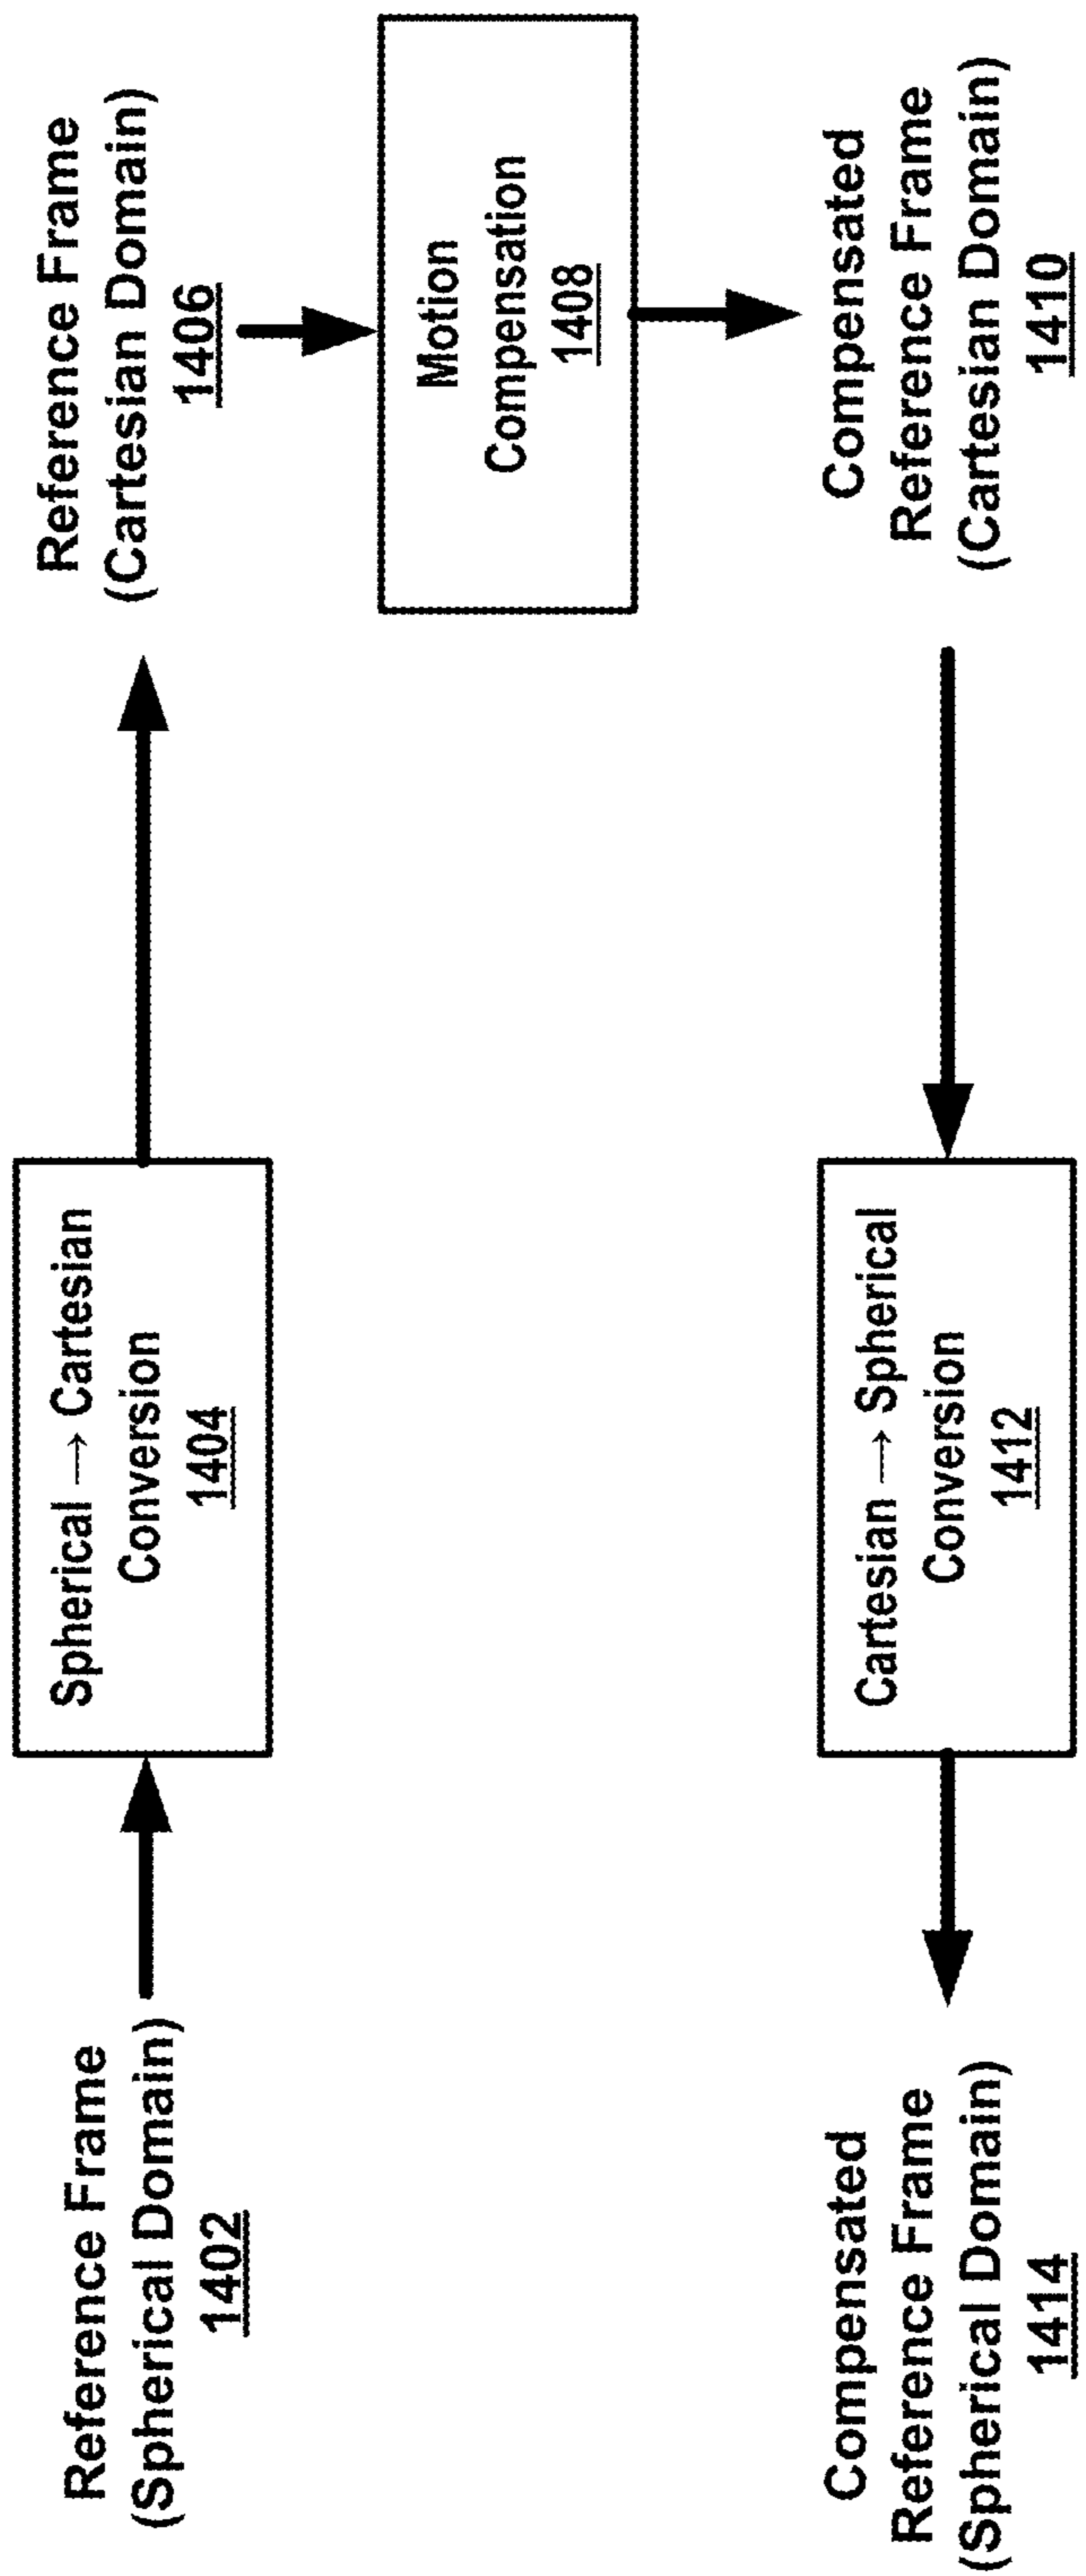 Reference Frame
(Spherical Domain)
1402
Spherical → Cartesian
Conversion
1404
Reference Frame
(Cartesian Domain)
1406
Motion
Compensation
1408
Compensated
Reference Frame
(Cartesian Domain)
1410
Cartesian → Spherical
Conversion
1412
Compensated
Reference Frame
(Spherical Domain)
1414